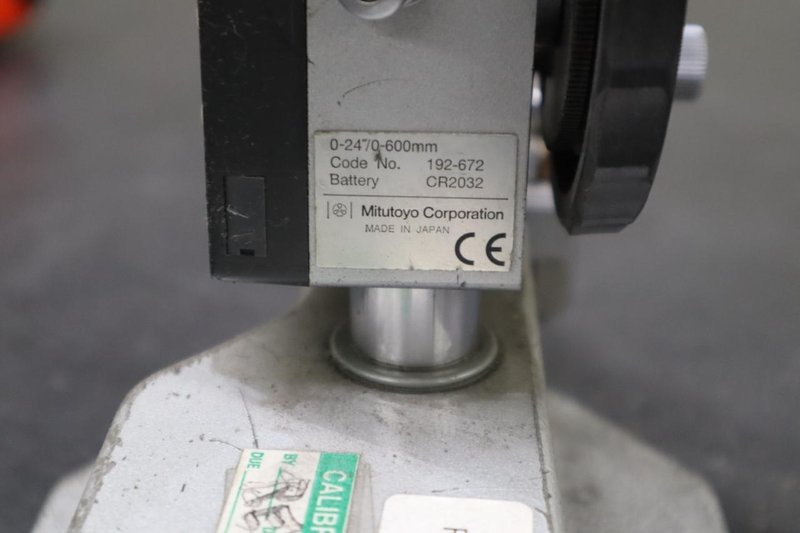 0-24"/0-600mm
Code No. 192-672
Battery CR2032
Mitutoyo Corporation
MADE IN JAPAN
CE
CALIBR
BY
DUE